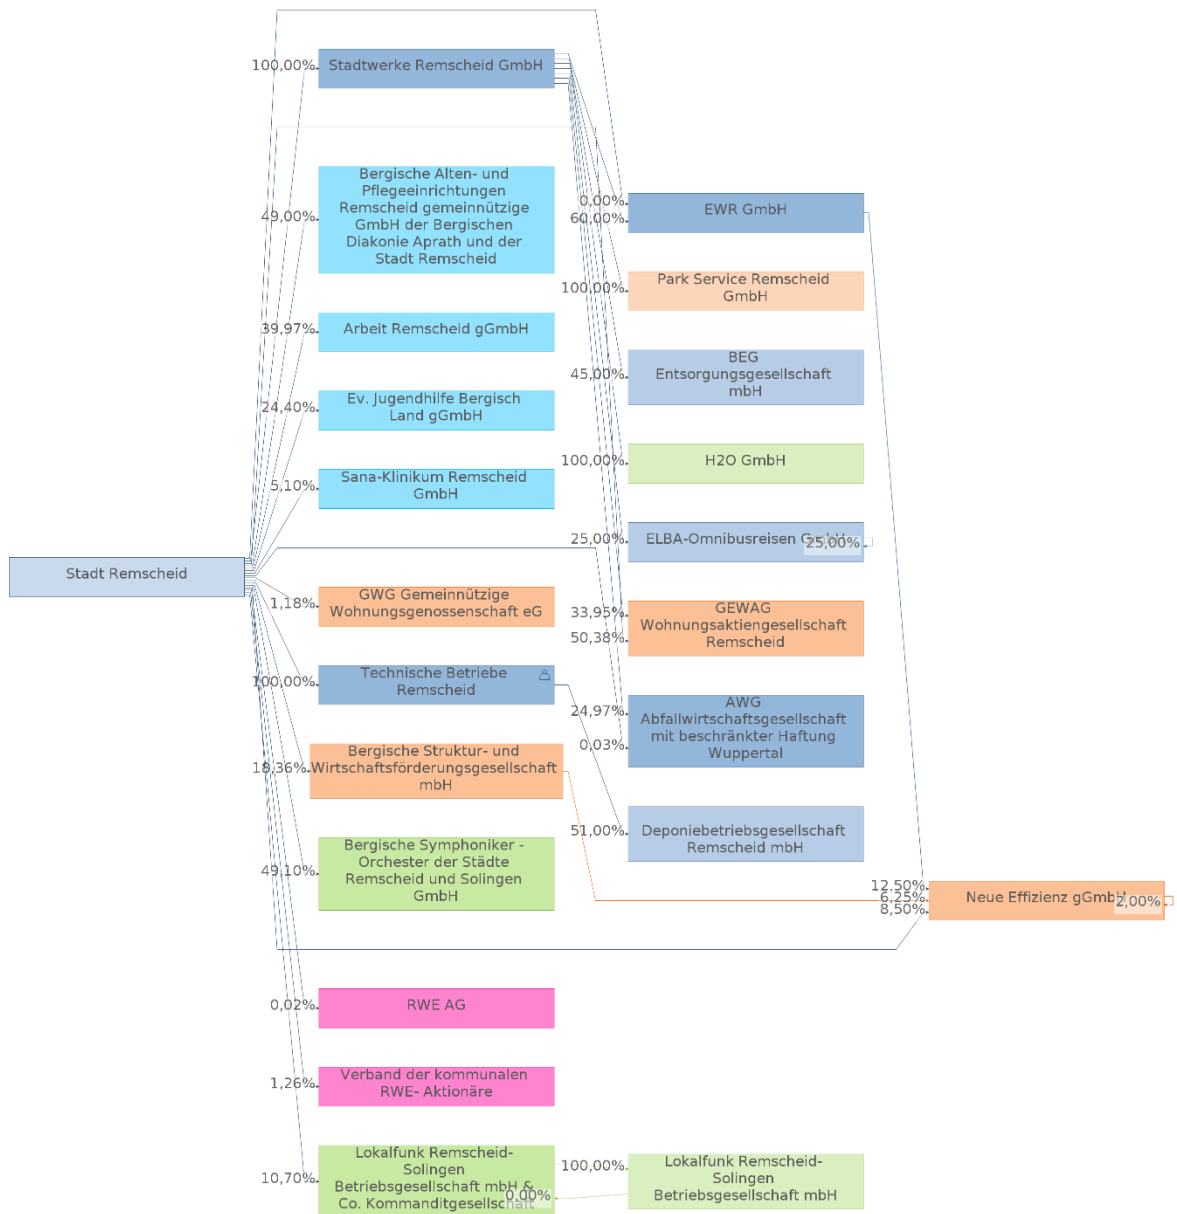 100,00%
Stadtwerke Remscheid GmbH
49,00%
Bergische Alten- und
Pflegeeinrichtungen
Remscheid gemeinnützige
GmbH der Bergischen
Diakonie Aprath und der
Stadt Remscheid
39,97%
Arbeit Remscheid gGmbH
24,40%
Ev. Jugendhilfe Bergisch
Land gGmbH
5,10%
Sana-Klinikum Remscheid
GmbH
Stadt Remscheid
1,18%
GWG Gemeinnützige
Wohnungsgenossenschaft eG
100,00%
Technische Betriebe
Remscheid
18,36%
Bergische Struktur- und
Wirtschaftsförderungsgesellschaft
mbH
49,10%
Bergische Symphoniker -
Orchester der Städte
Remscheid und Solingen
GmbH
0,02%
RWE AG
1,26%
Verband der kommunalen
RWE- Aktionäre
10,70%
Lokalfunk Remscheid-
Solingen
Betriebsgesellschaft mbH &
Co. Kommanditgesellschaft
0,00%
0,00%
60,00%
EWR GmbH
100,00%
Park Service Remscheid
GmbH
45,00%
BEG
Entsorgungsgesellschaft
mbH
100,00%
H2O GmbH
25,00%
ELBA-Omnibusreisen GmbH
25,00%
33,95%
50,38%
GEWAG
Wohnungsaktiengesellschaft
Remscheid
24,97%
0,03%
AWG
Abfallwirtschaftsgesellschaft
mit beschränkter Haftung
Wuppertal
51,00%
Deponiebetriebsgesellschaft
Remscheid mbH
100,00%
Lokalfunk Remscheid-
Solingen
Betriebsgesellschaft mbH
12,50%
6,25%
8,50%
Neue Effizienz gGmbH
2,00%